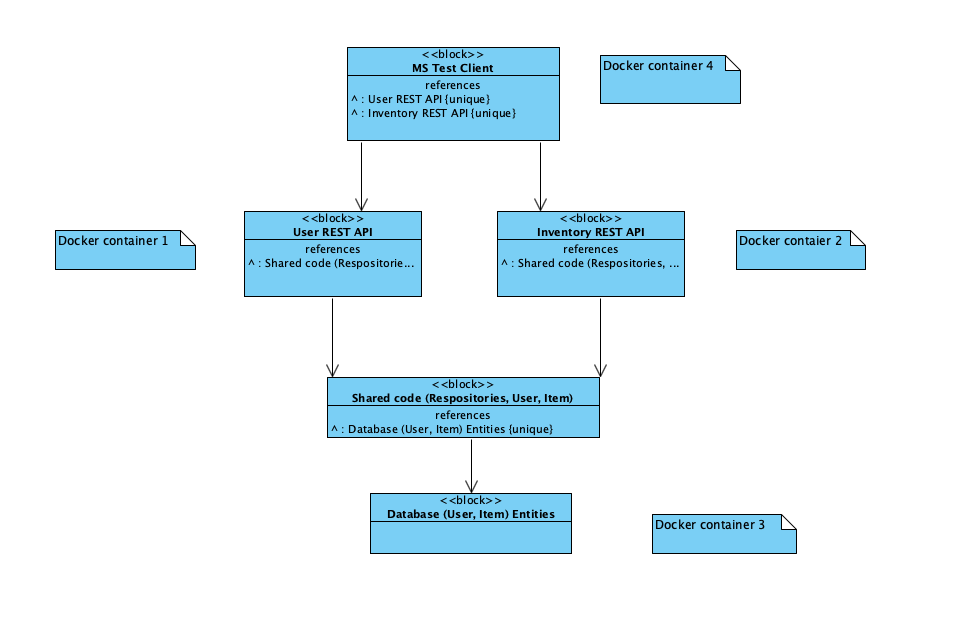 <<block>>
MS Test Client
references
^ : User REST API {unique}
^ : Inventory REST API {unique}
Docker container 4
<<block>>
User REST API
references
^ : Shared code (Respositorie...
<<block>>
Inventory REST API
references
^ : Shared code (Respositories, ...
Docker container 1
Docker contaier 2
<<block>>
Shared code (Respositories, User, Item)
references
^ : Database (User, Item) Entities {unique}
<<block>>
Database (User, Item) Entities
Docker container 3